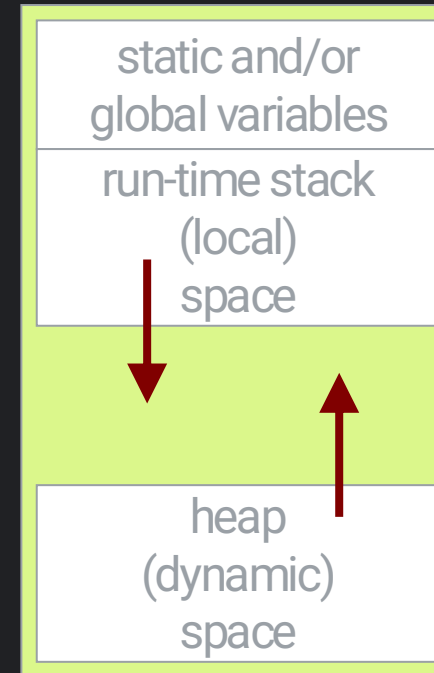 static and/or
global variables
run-time stack
(local)
space
heap
(dynamic)
space